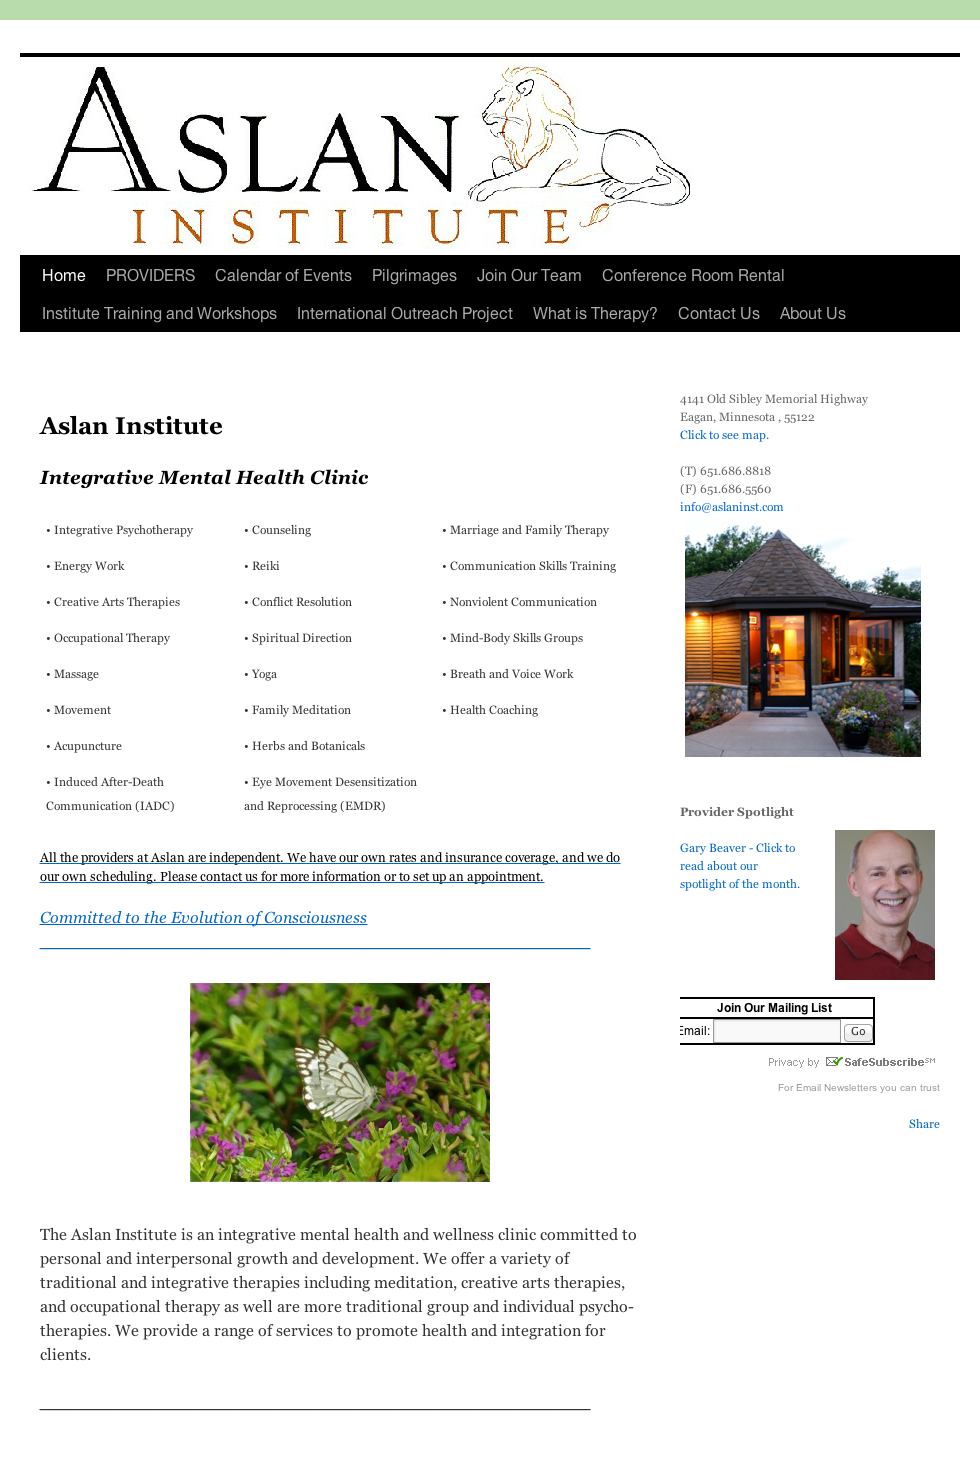 ASLAN
INSTITUTE
Home PROVIDERS Calendar of Events Pilgrimages Join Our Team Conference Room Rental
Institute Training and Workshops International Outreach Project What is Therapy? Contact Us About Us
Aslan Institute
Integrative Mental Health Clinic
• Integrative Psychotherapy • Counseling • Marriage and Family Therapy
• Energy Work • Reiki • Communication Skills Training
• Creative Arts Therapies • Conflict Resolution • Nonviolent Communication
• Occupational Therapy • Spiritual Direction • Mind-Body Skills Groups
• Massage • Yoga • Breath and Voice Work
• Movement • Family Meditation • Health Coaching
• Acupuncture • Herbs and Botanicals
• Induced After-Death • Eye Movement Desensitization
Communication (IADC) and Reprocessing (EMDR)
All the providers at Aslan are independent. We have our own rates and insurance coverage, and we do
our own scheduling. Please contact us for more information or to set up an appointment.
Committed to the Evolution of Consciousness
The Aslan Institute is an integrative mental health and wellness clinic committed to
personal and interpersonal growth and development. We offer a variety of
traditional and integrative therapies including meditation, creative arts therapies,
and occupational therapy as well are more traditional group and individual psycho-
therapies. We provide a range of services to promote health and integration for
clients.
4141 Old Sibley Memorial Highway
Eagan, Minnesota , 55122
Click to see map.
(T) 651.686.8818
(F) 651.686.5560
info@aslaninst.com
Provider Spotlight
Gary Beaver - Click to
read about our
spotlight of the month.
Join Our Mailing List
Email: Go
Privacy by SafeSubscribe SM
For Email Newsletters you can trust
Share